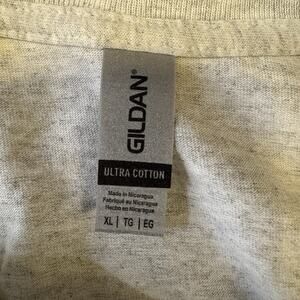 GILDAN®
ULTRA COTTON
Made in Nicaragua
Fabriqué au Nicaragua
Hecho en Nicaragua
XL | TG | EG